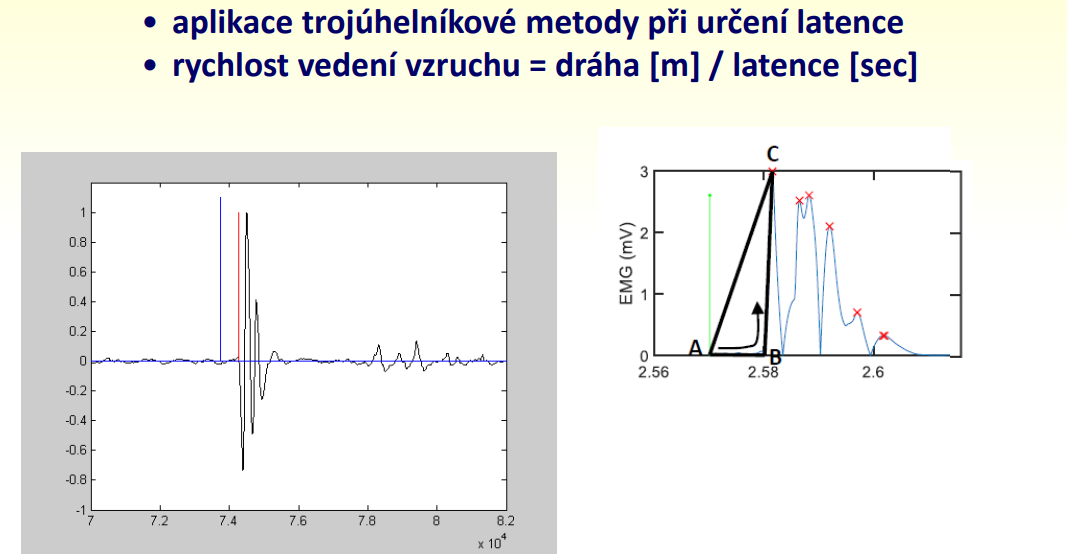 • aplikace trojúhelníkové metody při určení latence
• rychlost vedení vzruchu = dráha [m] / latence [sec]
1
0.8
0.6
0.4
0.2
0
-0.2
-0.4
-0.6
-0.8
-1
7 7.2 7.4 7.6 7.8 8 8.2
x 10^4
C
3
2
1
0
EMG (mV)
A
B
2.56 2.58 2.6